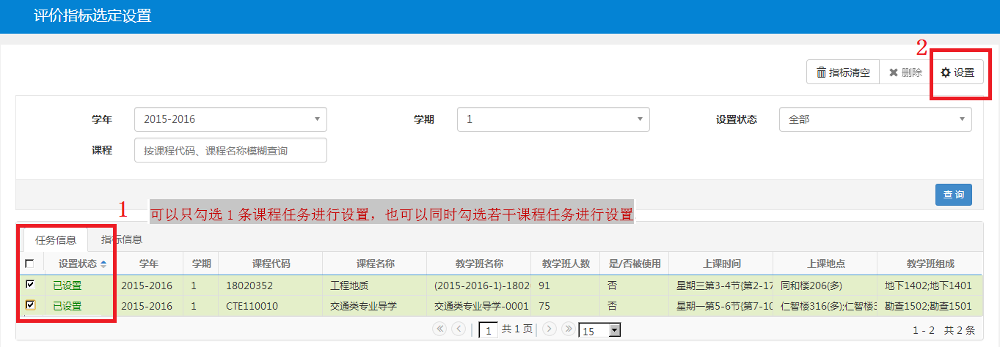 评价指标选定设置
2
指标清空 删除 设置
学年 2015-2016 学期 1 设置状态 全部
课程 按课程代码、课程名称模糊查询
查 询
1 可以只勾选1条课程任务进行设置，也可以同时勾选若干课程任务进行设置
任务信息 指标信息
设置状态 学年 学期 课程代码 课程名称 教学班名称 教学班人数 是/否被使用 上课时间 上课地点 教学班组成
已设置 2015-2016 1 18020352 工程地质 (2015-2016-1)-1802 91 否 星期三第3-4节{第2-17 同和楼206(多) 地下1402;地下1401
已设置 2015-2016 1 CTE110010 交通类专业导学 交通类专业导学-0001 75 否 星期一第5-6节{第7-10 仁智楼316(多);仁智楼 勘查1502;勘查1501
1 共 1 页 15 1 - 2 共 2 条